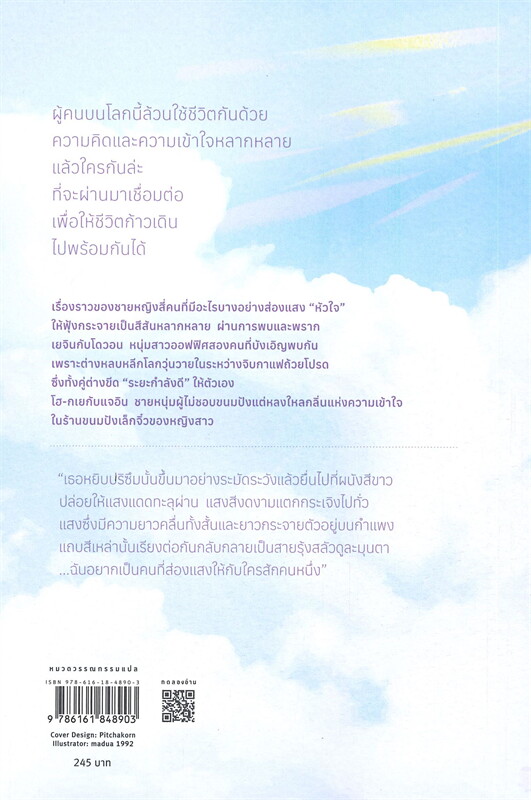 ผู้คนบนโลกนี้ล้วนใช้ชีวิตกันด้วย
ความคิดและความเข้าใจหลากหลาย
แล้วใครกันล่ะ
ที่จะผ่านมาเชื่อมต่อ
เพื่อให้ชีวิตก้าวเดิน
ไปพร้อมกันได้
เรื่องราวของชายหญิงสี่คนที่มีอะไรบางอย่างส่องแสง “หัวใจ”
ให้ฟุ้งกระจายเป็นสีสันหลากหลาย ผ่านการพบและพราก
เยจินกับโดวอน หนุ่มสาวออฟฟิศสองคนที่บังเอิญพบกัน
เพราะต่างหลบหลีกโลกวุ่นวายในระหว่างจิบกาแฟถ้วยโปรด
ซึ่งทั้งคู่ต่างขีด “ระยะกำลังดี” ให้ตัวเอง
โฮ-กเยกับแจอิน ชายหนุ่มผู้ไม่ชอบขนมปังแต่หลงใหลกลิ่นแห่งความเข้าใจ
ในร้านขนมปังเล็กจิ๋วของหญิงสาว
“เธอหยิบปริซึมนั้นขึ้นมาอย่างระมัดระวังแล้วยื่นไปที่ผนังสีขาว
ปล่อยให้แสงแดดทะลุผ่าน แสงสีงดงามแตกกระเจิงไปทั่ว
แสงซึ่งมีความยาวคลื่นทั้งสั้นและยาวกระจายตัวอยู่บนกำแพง
แถบสีเหล่านั้นเรียงต่อกันกลับกลายเป็นสายรุ้งสลัวดูละมุนตา
...ฉันอยากเป็นคนที่ส่องแสงให้กับใครสักคนหนึ่ง”
หมวดวรรณกรรมแปล
ISBN 978-616-18-4890-3
ทดลองอ่าน
9 786161 848903
Cover Design: Pitchakorn
Illustrator: madua 1992
245 บาท